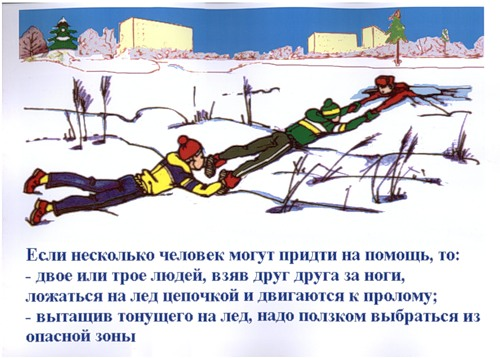 Если несколько человек могут придти на помощь, то:
- двое или трое людей, взяв друг друга за ноги,
ложаться на лед цепочкой и двигаются к пролому;
- вытащив тонущего на лед, надо ползком выбраться из
опасной зоны